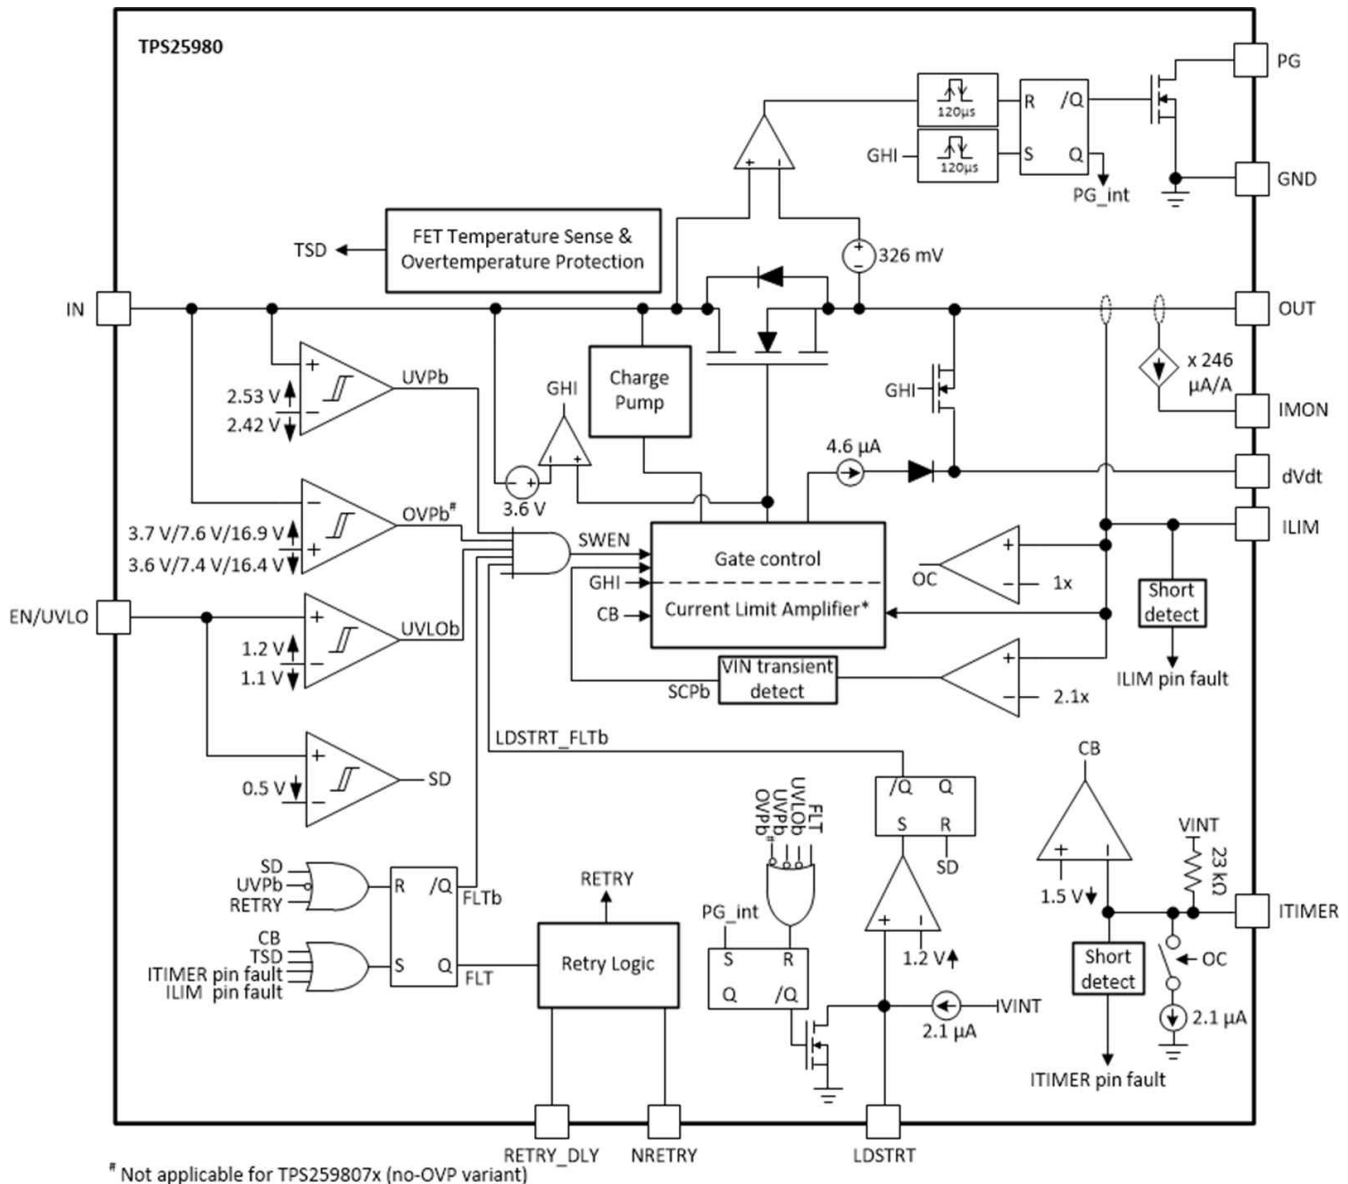 TPS25980
PG
R /Q
120µs
GHI
S Q
120µs
GND
PG_int
TSD
FET Temperature Sense &
Overtemperature Protection
+ −
+
326 mV
IN
OUT
+
UVPb
2.53 V
−
2.42 V
GHI
Charge
Pump
GHI
x 246
µA/A
IMON
4.6 µA
− +
− +
3.6 V
dVdt
−
OVPb#
3.7 V/7.6 V/16.9 V
+
3.6 V/7.4 V/16.4 V
SWEN
Gate control
GHI
Current Limit Amplifier*
CB
ILIM
+
OC
−
1x
Short
detect
EN/UVLO
+
UVLOb
1.2 V
−
1.1 V
VIN transient
detect
SCPb
+
−
2.1x
ILIM pin fault
LDSTRT_FLTb
+
SD
0.5 V
−
/Q Q
S R
SD
OVPb#
UVPb
UVLOb
FLT
CB
+ −
1.5 V
VINT
23 kΩ
SD
UVPb
RETRY
R /Q
FLTb
CB
TSD
ITIMER pin fault
ILIM pin fault
S Q
FLT
RETRY
Retry Logic
PG_int
S R
Q /Q
+ −
1.2 V
VINT
2.1 µA
ITIMER
Short
detect
OC
2.1 µA
ITIMER pin fault
RETRY_DLY
NRETRY
LDSTRT
# Not applicable for TPS259807x (no-OVP variant)